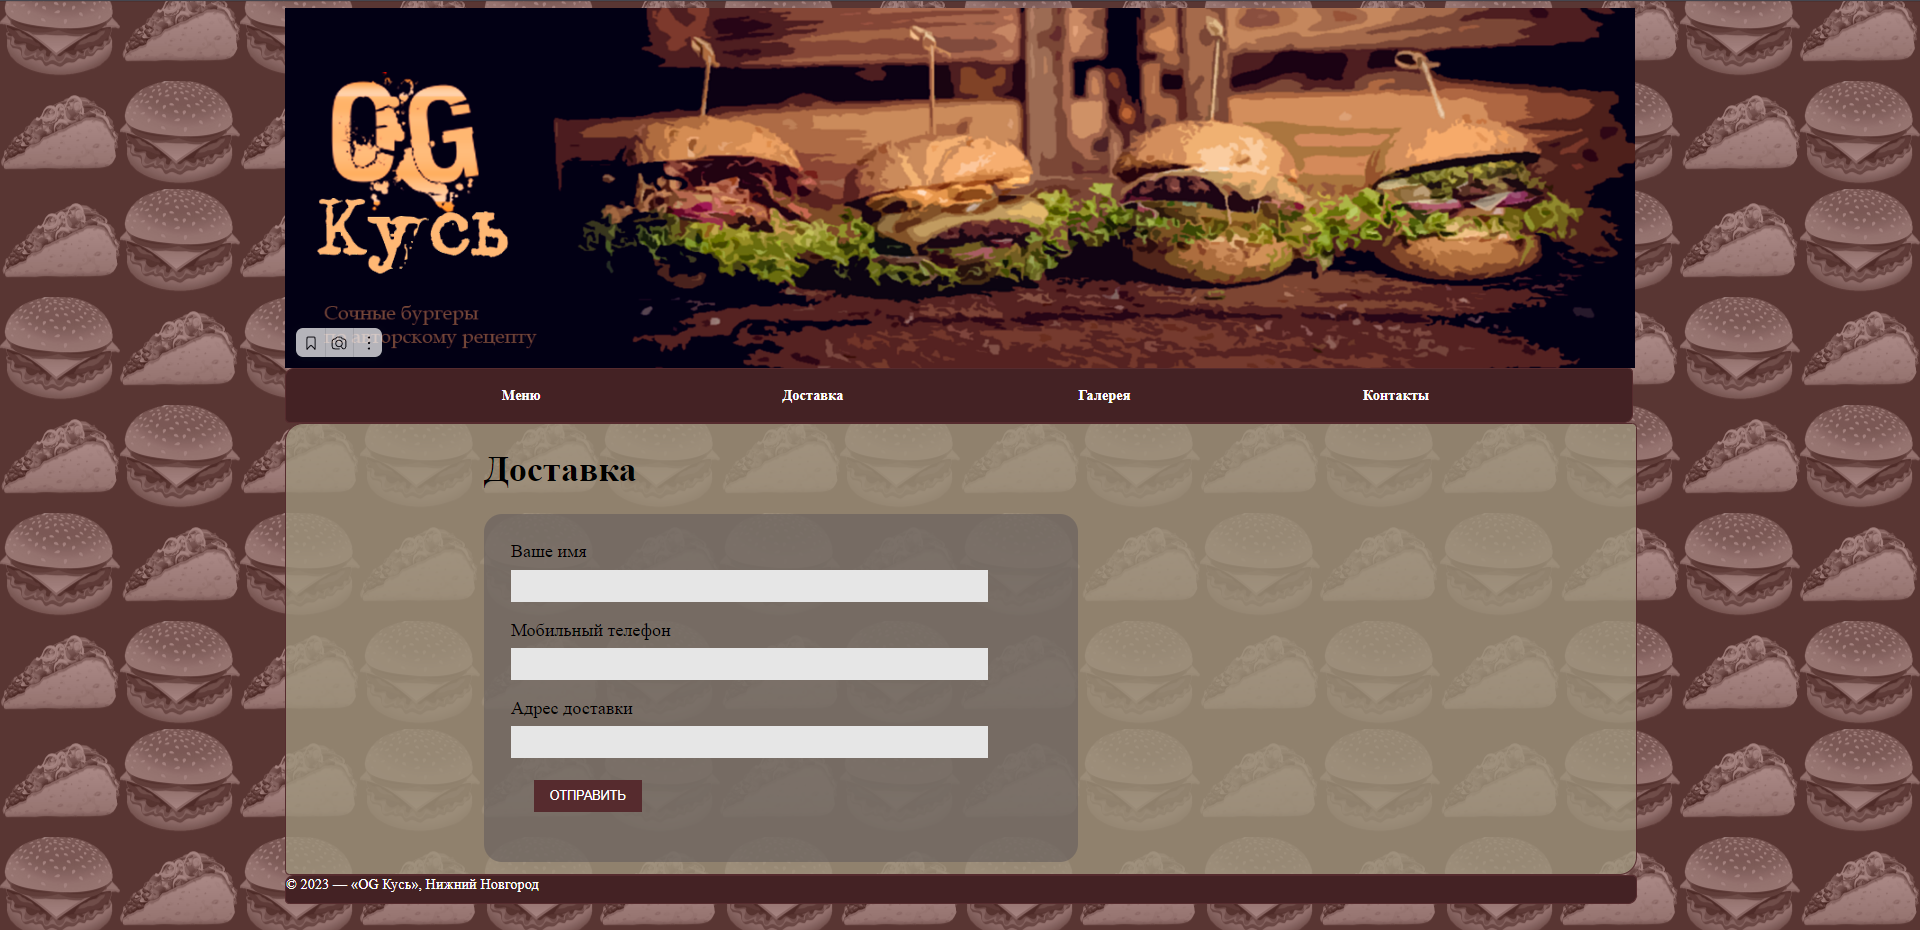 OG
Кусь
Сочные бургеры
авторскому рецепту
Меню Доставка Галерея Контакты
Доставка
Ваше имя
Мобильный телефон
Адрес доставки
ОТПРАВИТЬ
© 2023 — «OG Кусь», Нижний Новгород